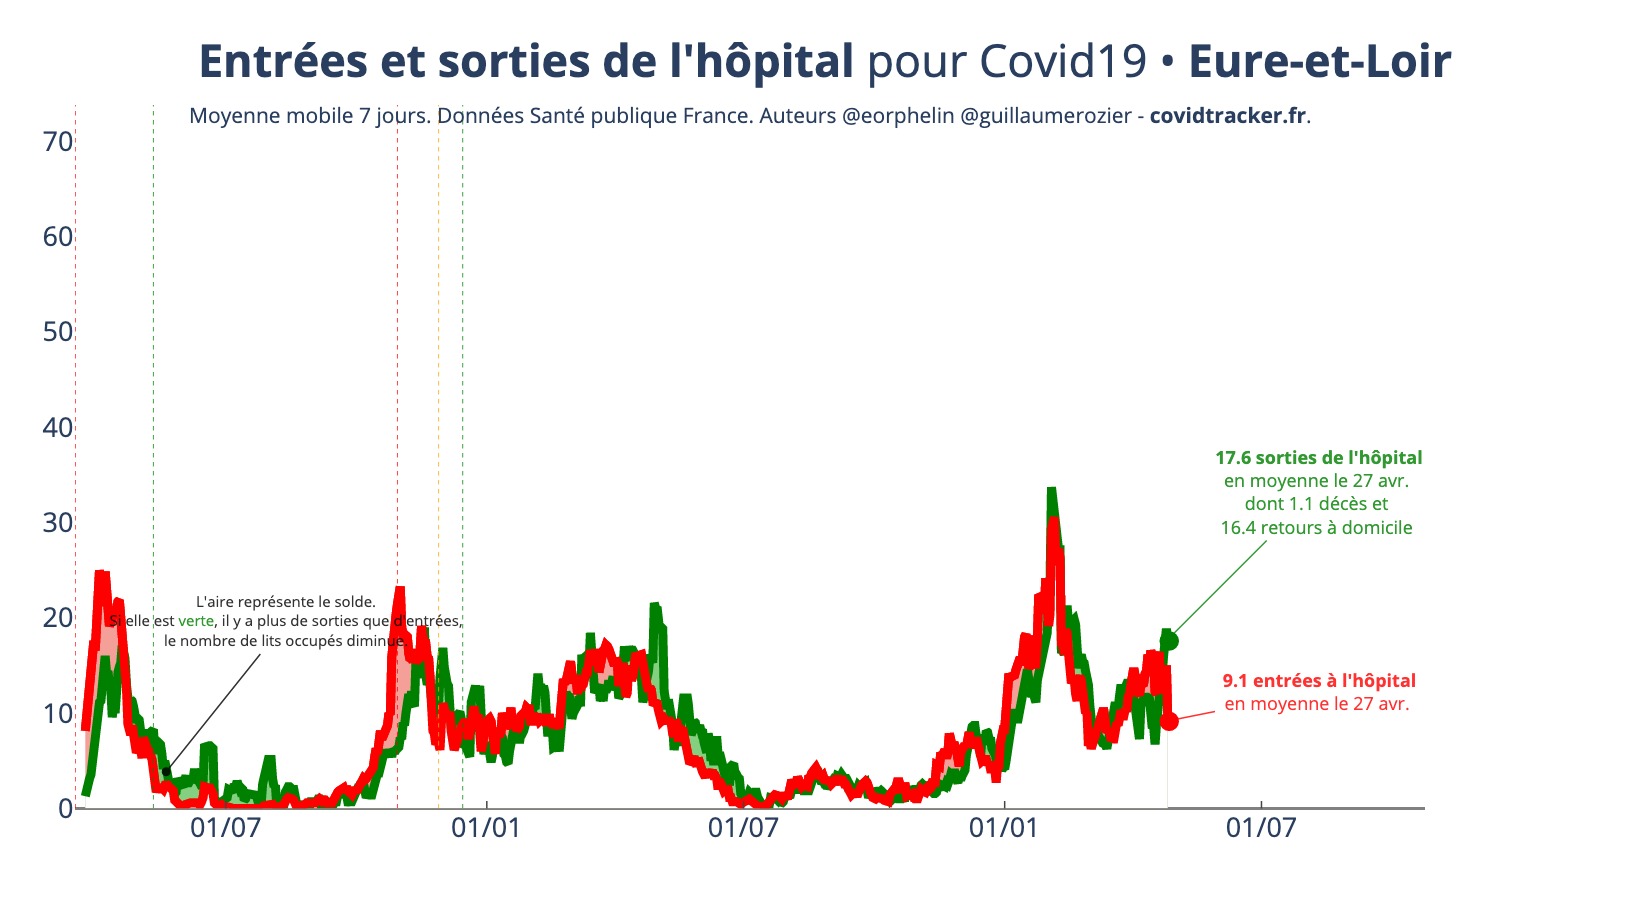 Entrées et sorties de l'hôpital pour Covid19 • Eure-et-Loir
Moyenne mobile 7 jours. Données Santé publique France. Auteurs @eorphelin @guillaumerozier - covidtracker.fr.
70
60
50
40
30
20
10
0
17.6 sorties de l'hôpital
en moyenne le 27 avr.
dont 1.1 décès et
16.4 retours à domicile
L'aire représente le solde.
Si elle est verte, il y a plus de sorties que d'entrées,
le nombre de lits occupés diminue.
9.1 entrées à l'hôpital
en moyenne le 27 avr.
01/07
01/01
01/07
01/01
01/07